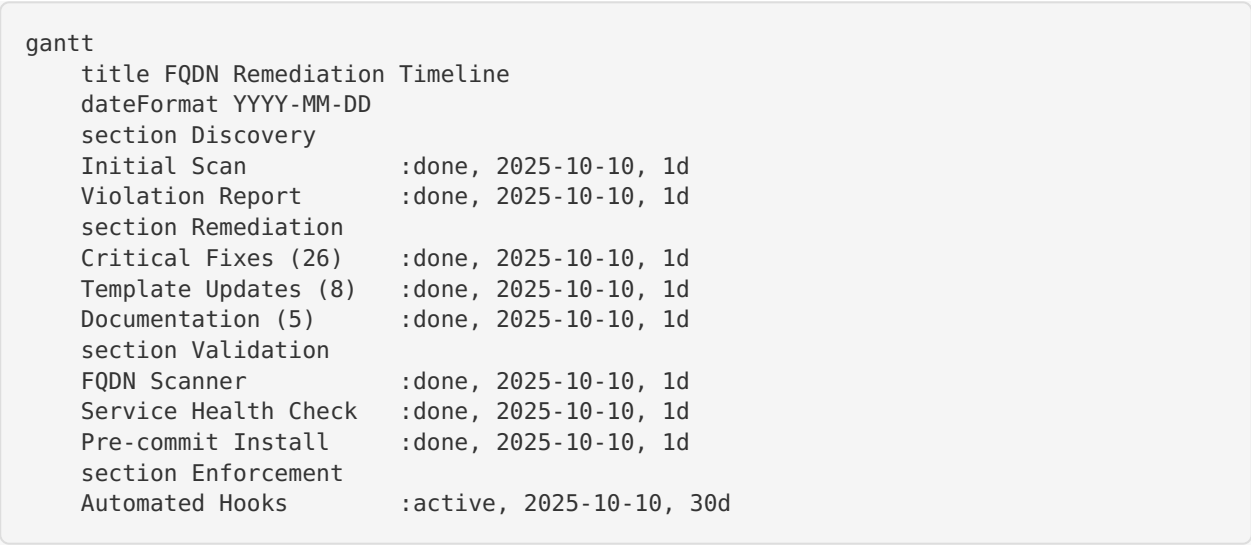 gantt
    title FQDN Remediation Timeline
    dateFormat YYYY-MM-DD
    section Discovery
    Initial Scan           :done, 2025-10-10, 1d
    Violation Report       :done, 2025-10-10, 1d
    section Remediation
    Critical Fixes (26)    :done, 2025-10-10, 1d
    Template Updates (8)   :done, 2025-10-10, 1d
    Documentation (5)      :done, 2025-10-10, 1d
    section Validation
    FQDN Scanner           :done, 2025-10-10, 1d
    Service Health Check   :done, 2025-10-10, 1d
    Pre-commit Install     :done, 2025-10-10, 1d
    section Enforcement
    Automated Hooks        :active, 2025-10-10, 30d